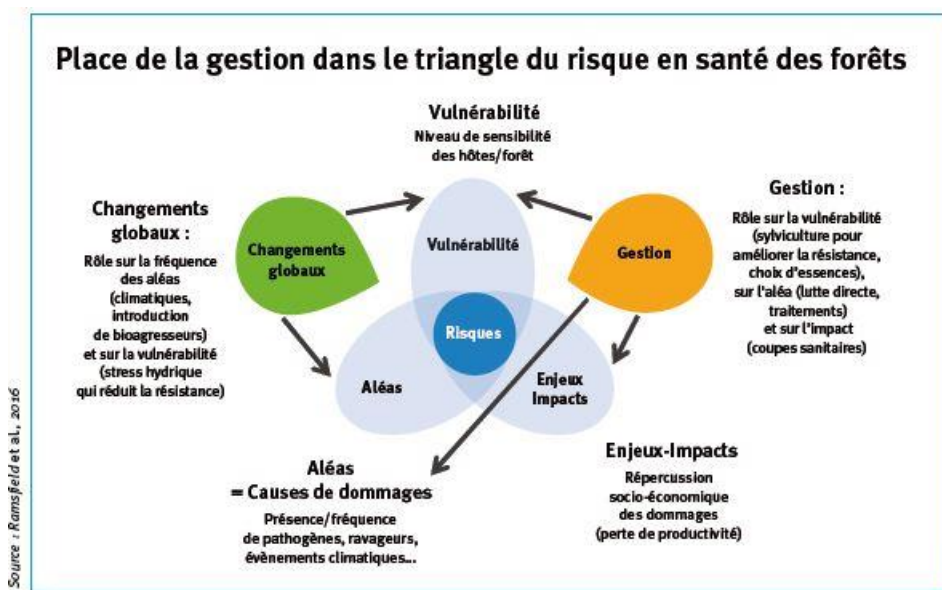 Place de la gestion dans le triangle du risque en santé des forêts
Vulnérabilité
Niveau de sensibilité
des hôtes/forêt
Changements
globaux :
Rôle sur la fréquence
des aléas
(climatiques,
introduction
de bioagresseurs)
et sur la vulnérabilité
(stress hydrique
qui réduit la résistance)
Changements
globaux
Vulnérabilité
Gestion
Gestion :
Rôle sur la vulnérabilité
(sylviculture pour
améliorer la résistance,
choix d'essences),
sur l'aléa (lutte directe,
traitements)
et sur l'impact
(coupes sanitaires)
Risques
Aléas
Enjeux
Impacts
Aléas
= Causes de dommages
Présence/fréquence
de pathogènes, ravageurs,
évènements climatiques...
Enjeux-Impacts
Répercussion
socio-économique
des dommages
(perte de productivité)
Source : Ramsfield et al., 2016